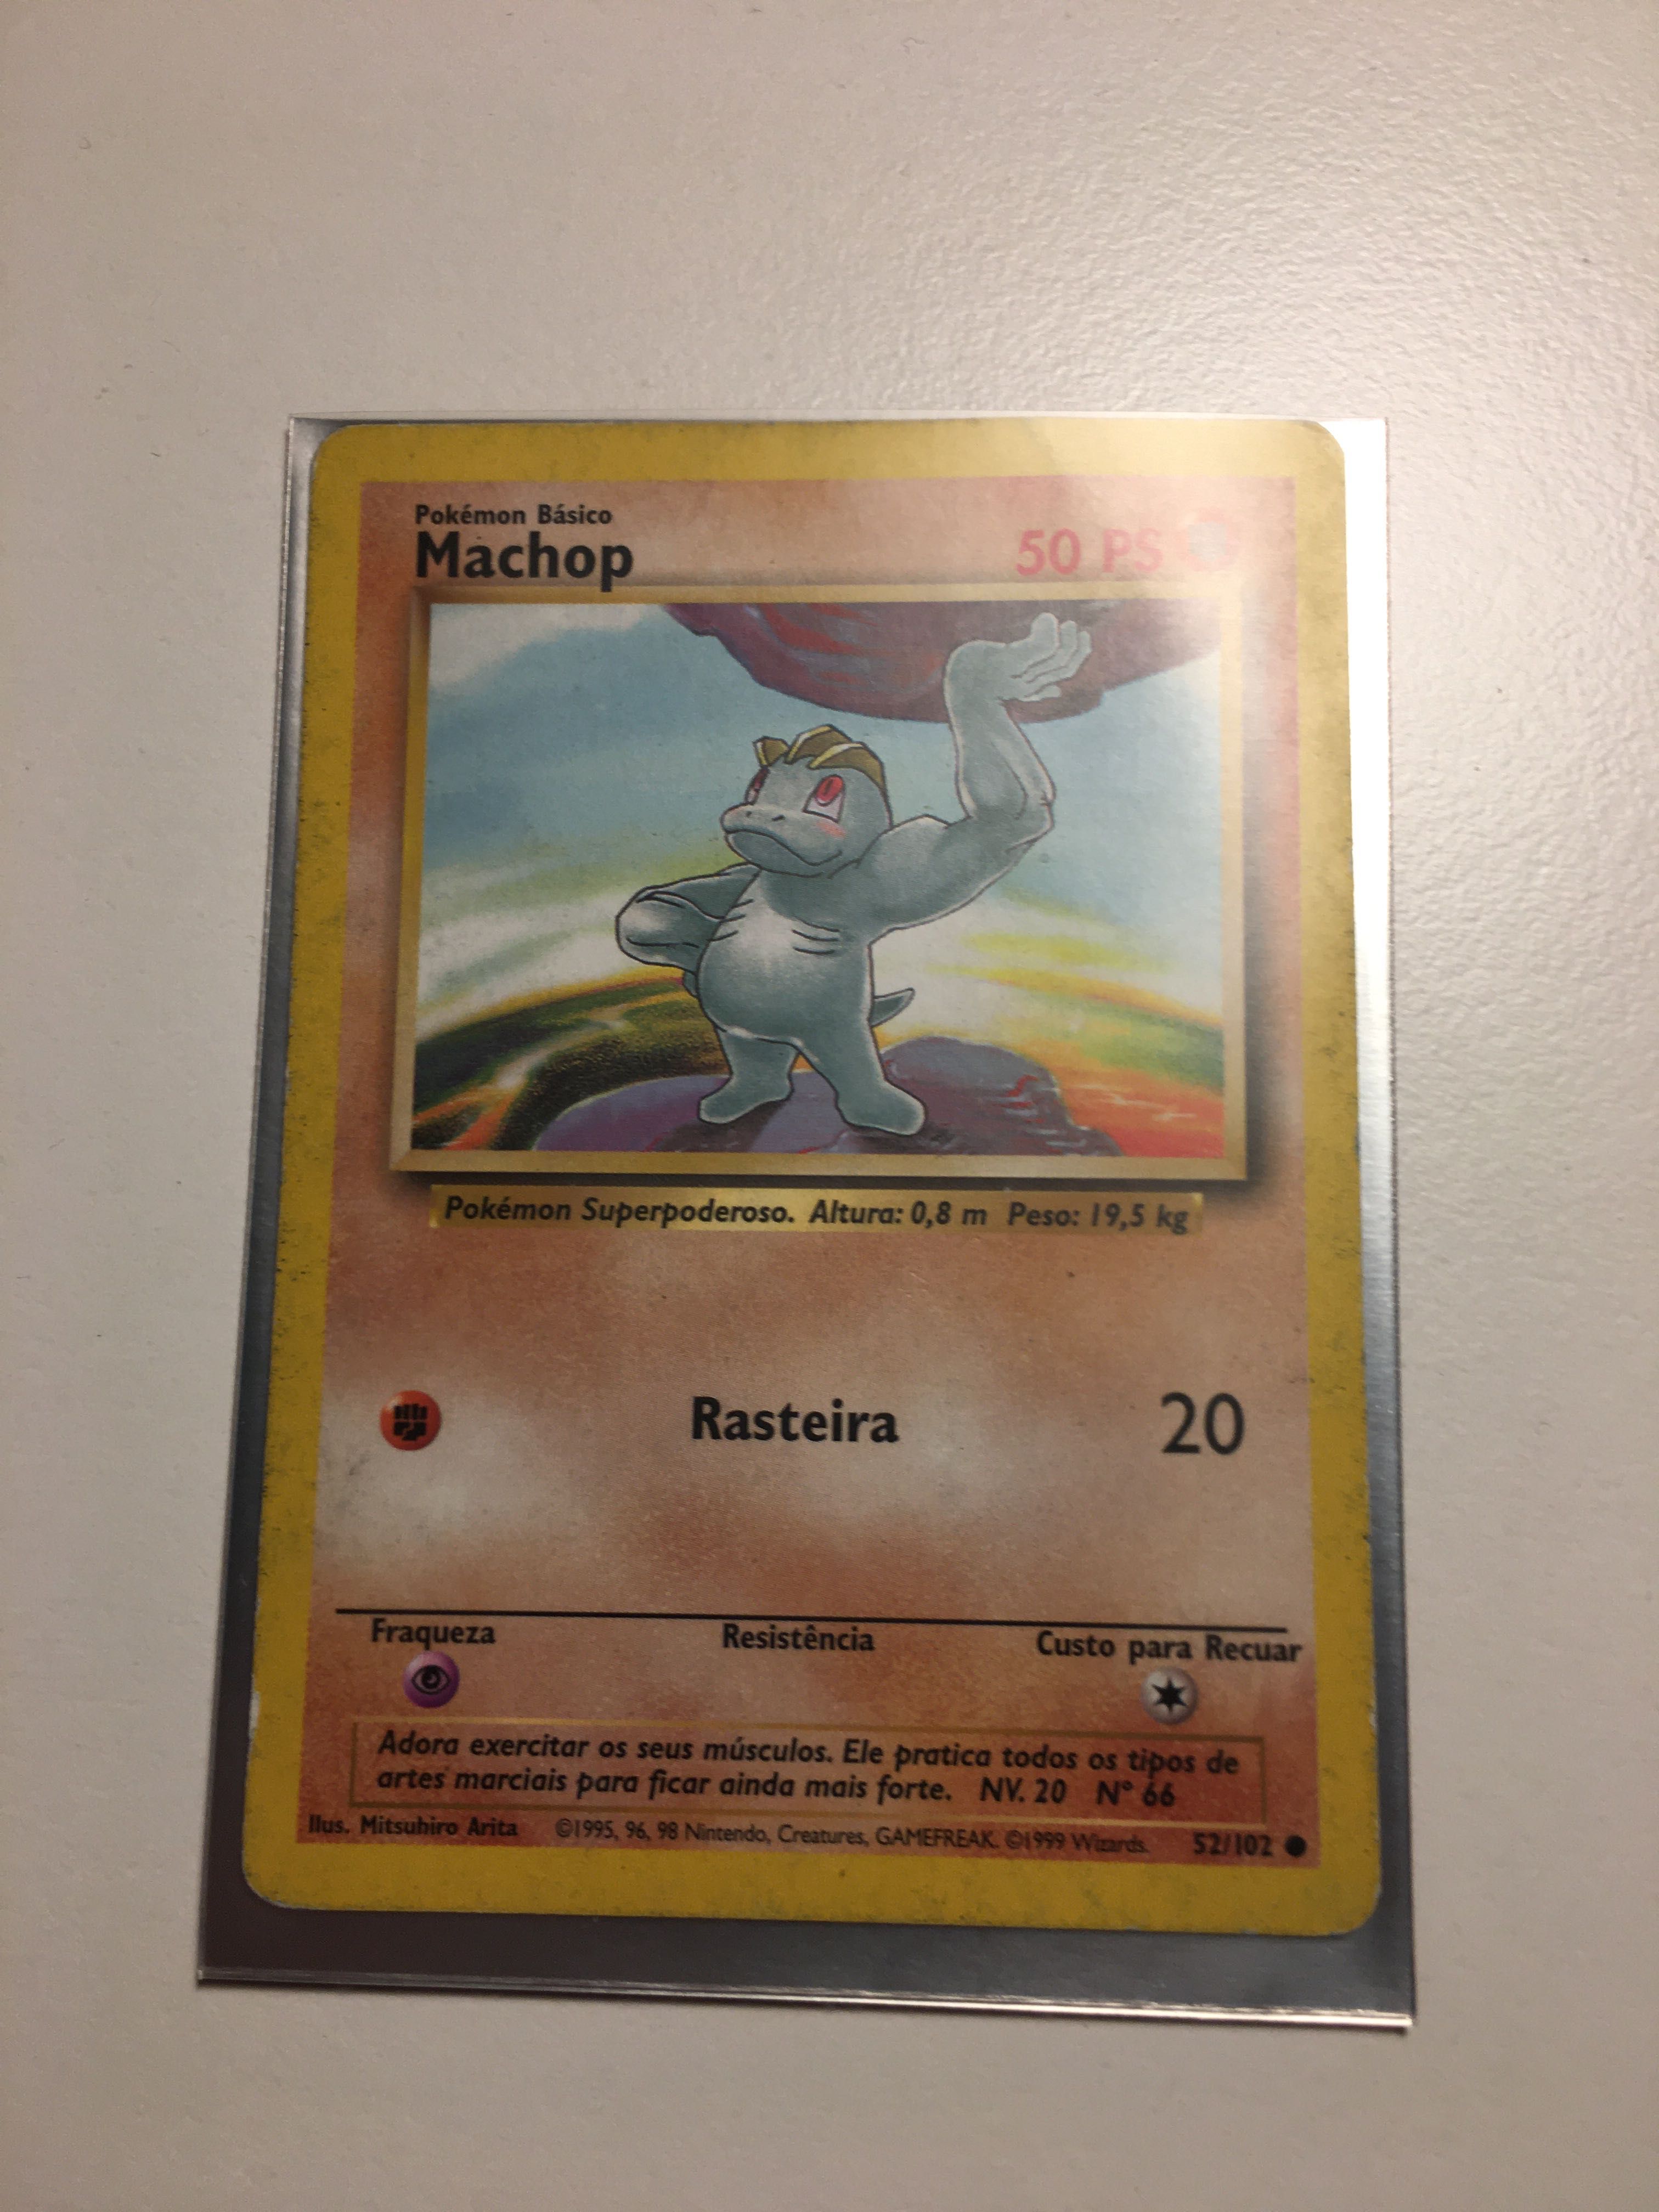 Pokémon Básico
Machop 50 PS
Pokémon Superpoderoso. Altura: 0,8 m Peso: 19,5 kg
Rasteira 20
Fraqueza Resistência Custo para Recuar
Adora exercitar os seus músculos. Ele pratica todos os tipos de
artes marciais para ficar ainda mais forte. NV. 20 Nº 66
Ilus. Mitsuhiro Arita ©1995, 96, 98 Nintendo, Creatures, GAMEFREAK. ©1999 Wizards. 52/102